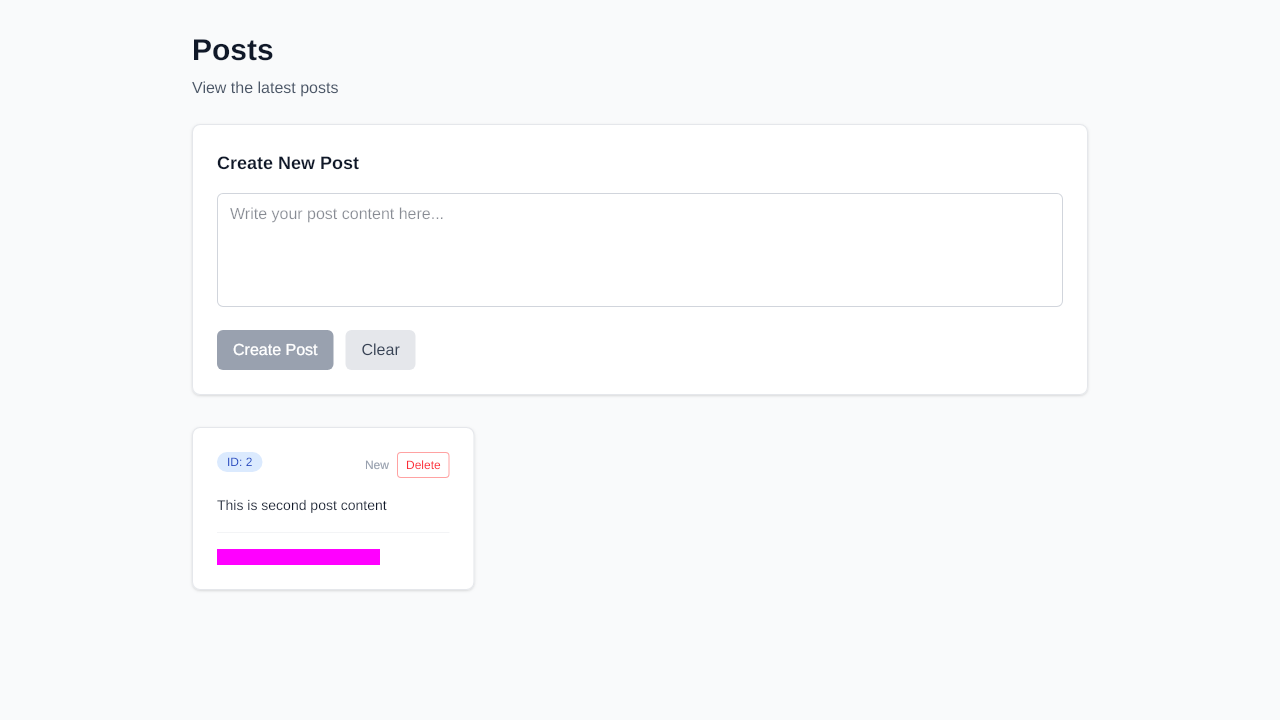 Posts
View the latest posts
Create New Post
Write your post content here...
Create Post
Clear
ID: 2
New
Delete
This is second post content